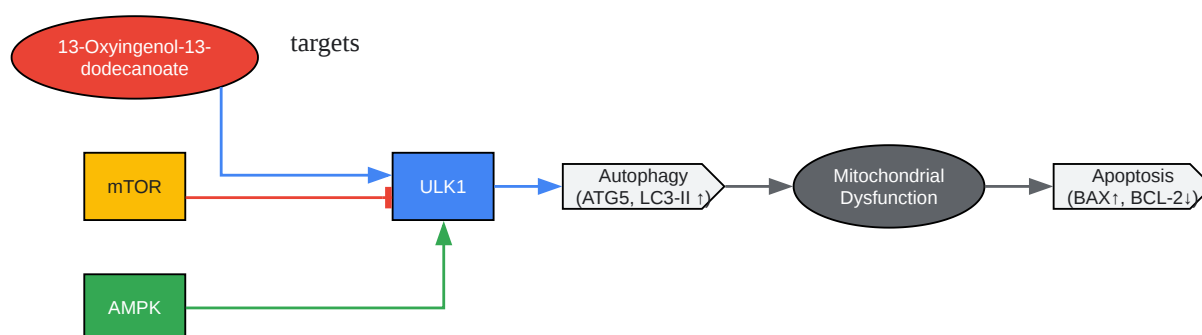 13-Oxyingenol-13-
dodecanoate
targets
mTOR
ULK1
Autophagy
(ATG5, LC3-II ↑)
Mitochondrial
Dysfunction
Apoptosis
(BAX↑, BCL-2↓)
AMPK